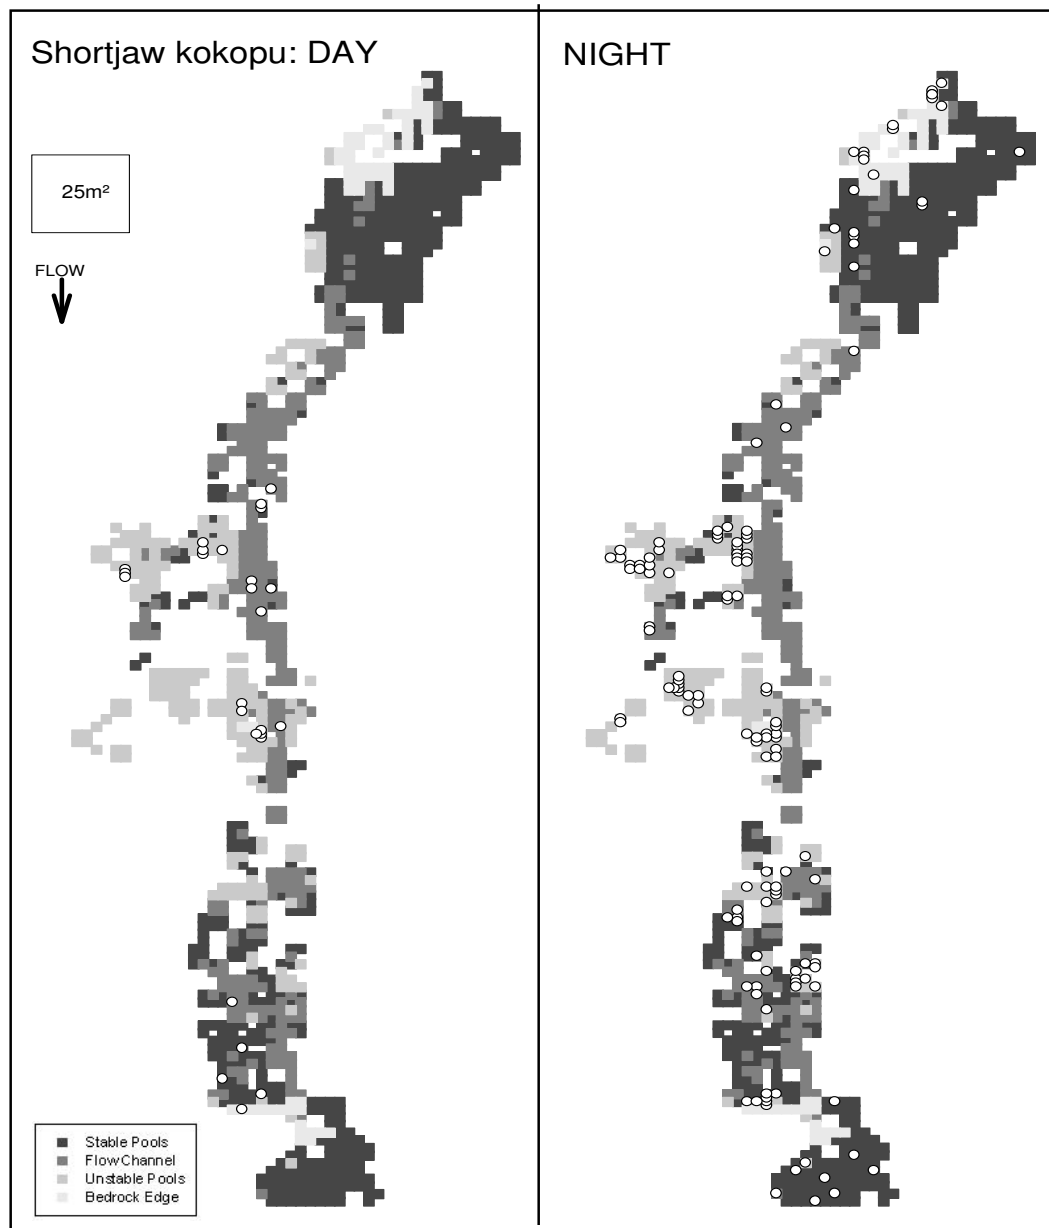 Shortjaw kokopu: DAY
NIGHT
25m²
FLOW
Stable Pools
Flow Channel
Unstable Pools
Bedrock Edge